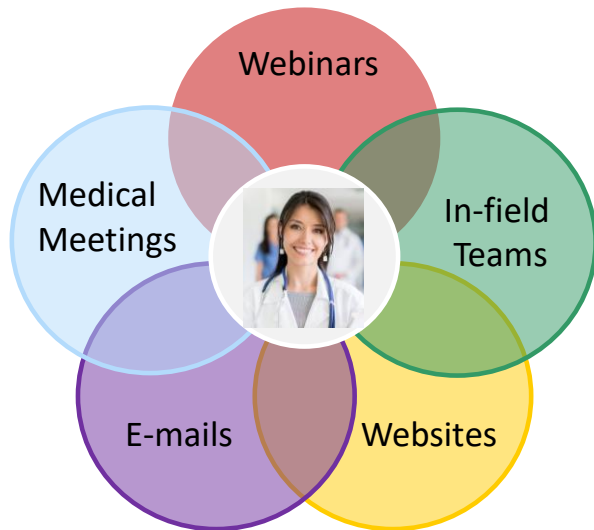 Webinars
Medical
Meetings
In-field
Teams
E-mails
Websites